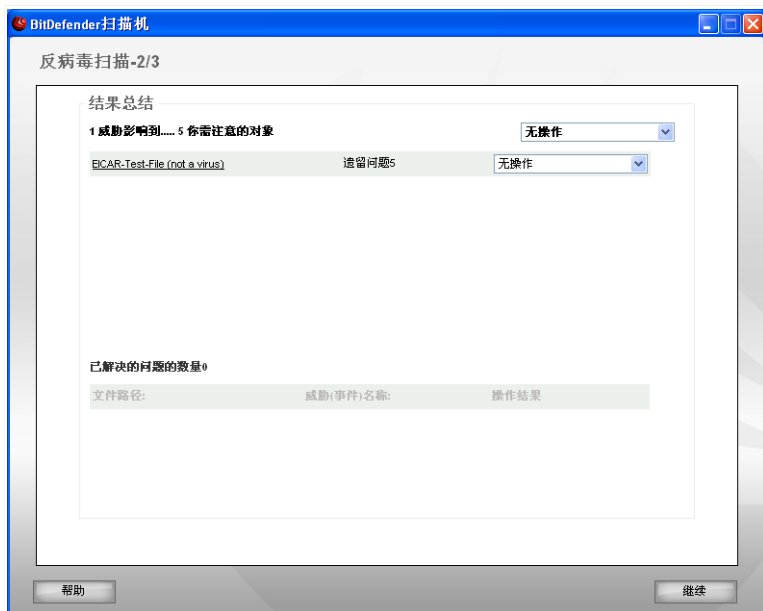 BitDefender扫描机
反病毒扫描-2/3
结果总结
1 威胁影响到..... 5 你需注意的对象 无操作
EICAR-Test-File (not a virus) 遗留问题5 无操作
已解决的问题的数量0
文件路径: 威胁(事件)名称: 操作结果
帮助 继续